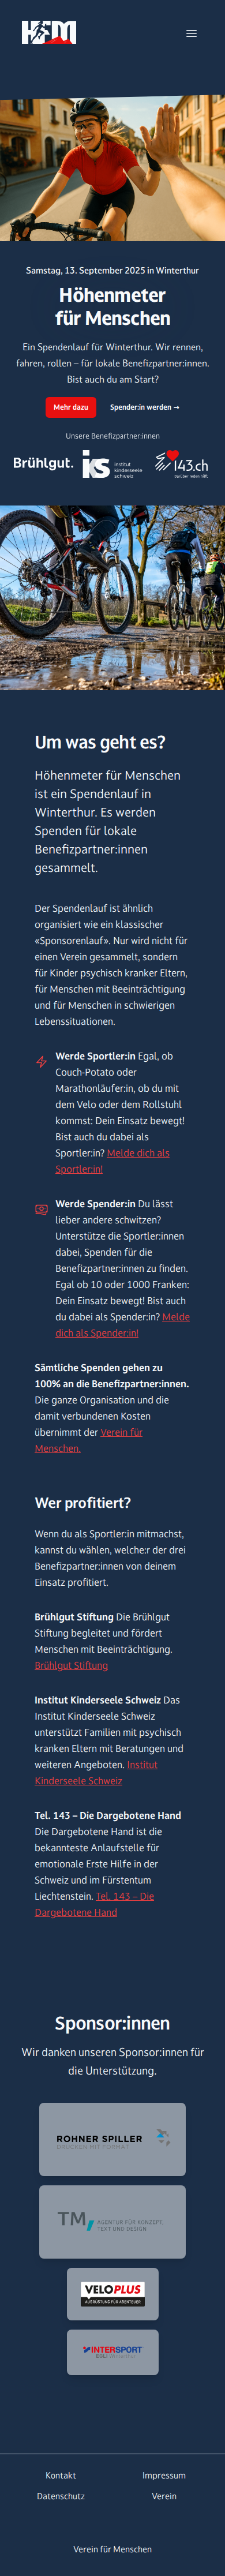 HFM
Samstag, 13. September 2025 in Winterthur
Höhenmeter
für Menschen
Ein Spendenlauf für Winterthur. Wir rennen,
fahren, rollen – für lokale Benefizpartner:innen.
Bist auch du am Start?
Mehr dazu
Spender:in werden →
Unsere Benefizpartner:innen
Brühlgut.
iks institut kinderseele schweiz
143.ch
Darüber reden hilft.
Um was geht es?
Höhenmeter für Menschen
ist ein Spendenlauf in
Winterthur. Es werden
Spenden für lokale
Benefizpartner:innen
gesammelt.
Der Spendenlauf ist ähnlich
organisiert wie ein klassischer
«Sponsorenlauf». Nur wird nicht für
einen Verein gesammelt, sondern
für Kinder psychisch kranker Eltern,
für Menschen mit Beeinträchtigung
und für Menschen in schwierigen
Lebenssituationen.
Werde Sportler:in Egal, ob
Couch-Potato oder
Marathonläufer:in, ob du mit
dem Velo oder dem Rollstuhl
kommst: Dein Einsatz bewegt!
Bist auch du dabei als
Sportler:in? Melde dich als
Sportler:in!
Werde Spender:in Du lässt
lieber andere schwitzen?
Unterstütze die Sportler:innen
dabei, Spenden für die
Benefizpartner:innen zu finden.
Egal ob 10 oder 1000 Franken:
Dein Einsatz bewegt! Bist auch
du dabei als Spender:in? Melde
dich als Spender:in!
Sämtliche Spenden gehen zu
100% an die Benefizpartner:innen.
Die ganze Organisation und die
damit verbundenen Kosten
übernimmt der Verein für
Menschen.
Wer profitiert?
Wenn du als Sportler:in mitmachst,
kannst du wählen, welche:r der drei
Benefizpartner:innen von deinem
Einsatz profitiert.
Brühlgut Stiftung Die Brühlgut
Stiftung begleitet und fördert
Menschen mit Beeinträchtigung.
Brühlgut Stiftung
Institut Kinderseele Schweiz Das
Institut Kinderseele Schweiz
unterstützt Familien mit psychisch
kranken Eltern mit Beratungen und
weiteren Angeboten. Institut
Kinderseele Schweiz
Tel. 143 – Die Dargebotene Hand
Die Dargebotene Hand ist die
bekannteste Anlaufstelle für
emotionale Erste Hilfe in der
Schweiz und im Fürstentum
Liechtenstein. Tel. 143 – Die
Dargebotene Hand
Sponsor:innen
Wir danken unseren Sponsor:innen für
die Unterstützung.
ROHNER SPILLER
DRUCKEN MIT FORMAT
TM/ AGENTUR FÜR KONZEPT,
TEXT UND DESIGN
VELOPLUS
AUSRÜSTUNG FÜR ABENTEUER
INTERSPORT
Kontakt
Impressum
Datenschutz
Verein
Verein für Menschen